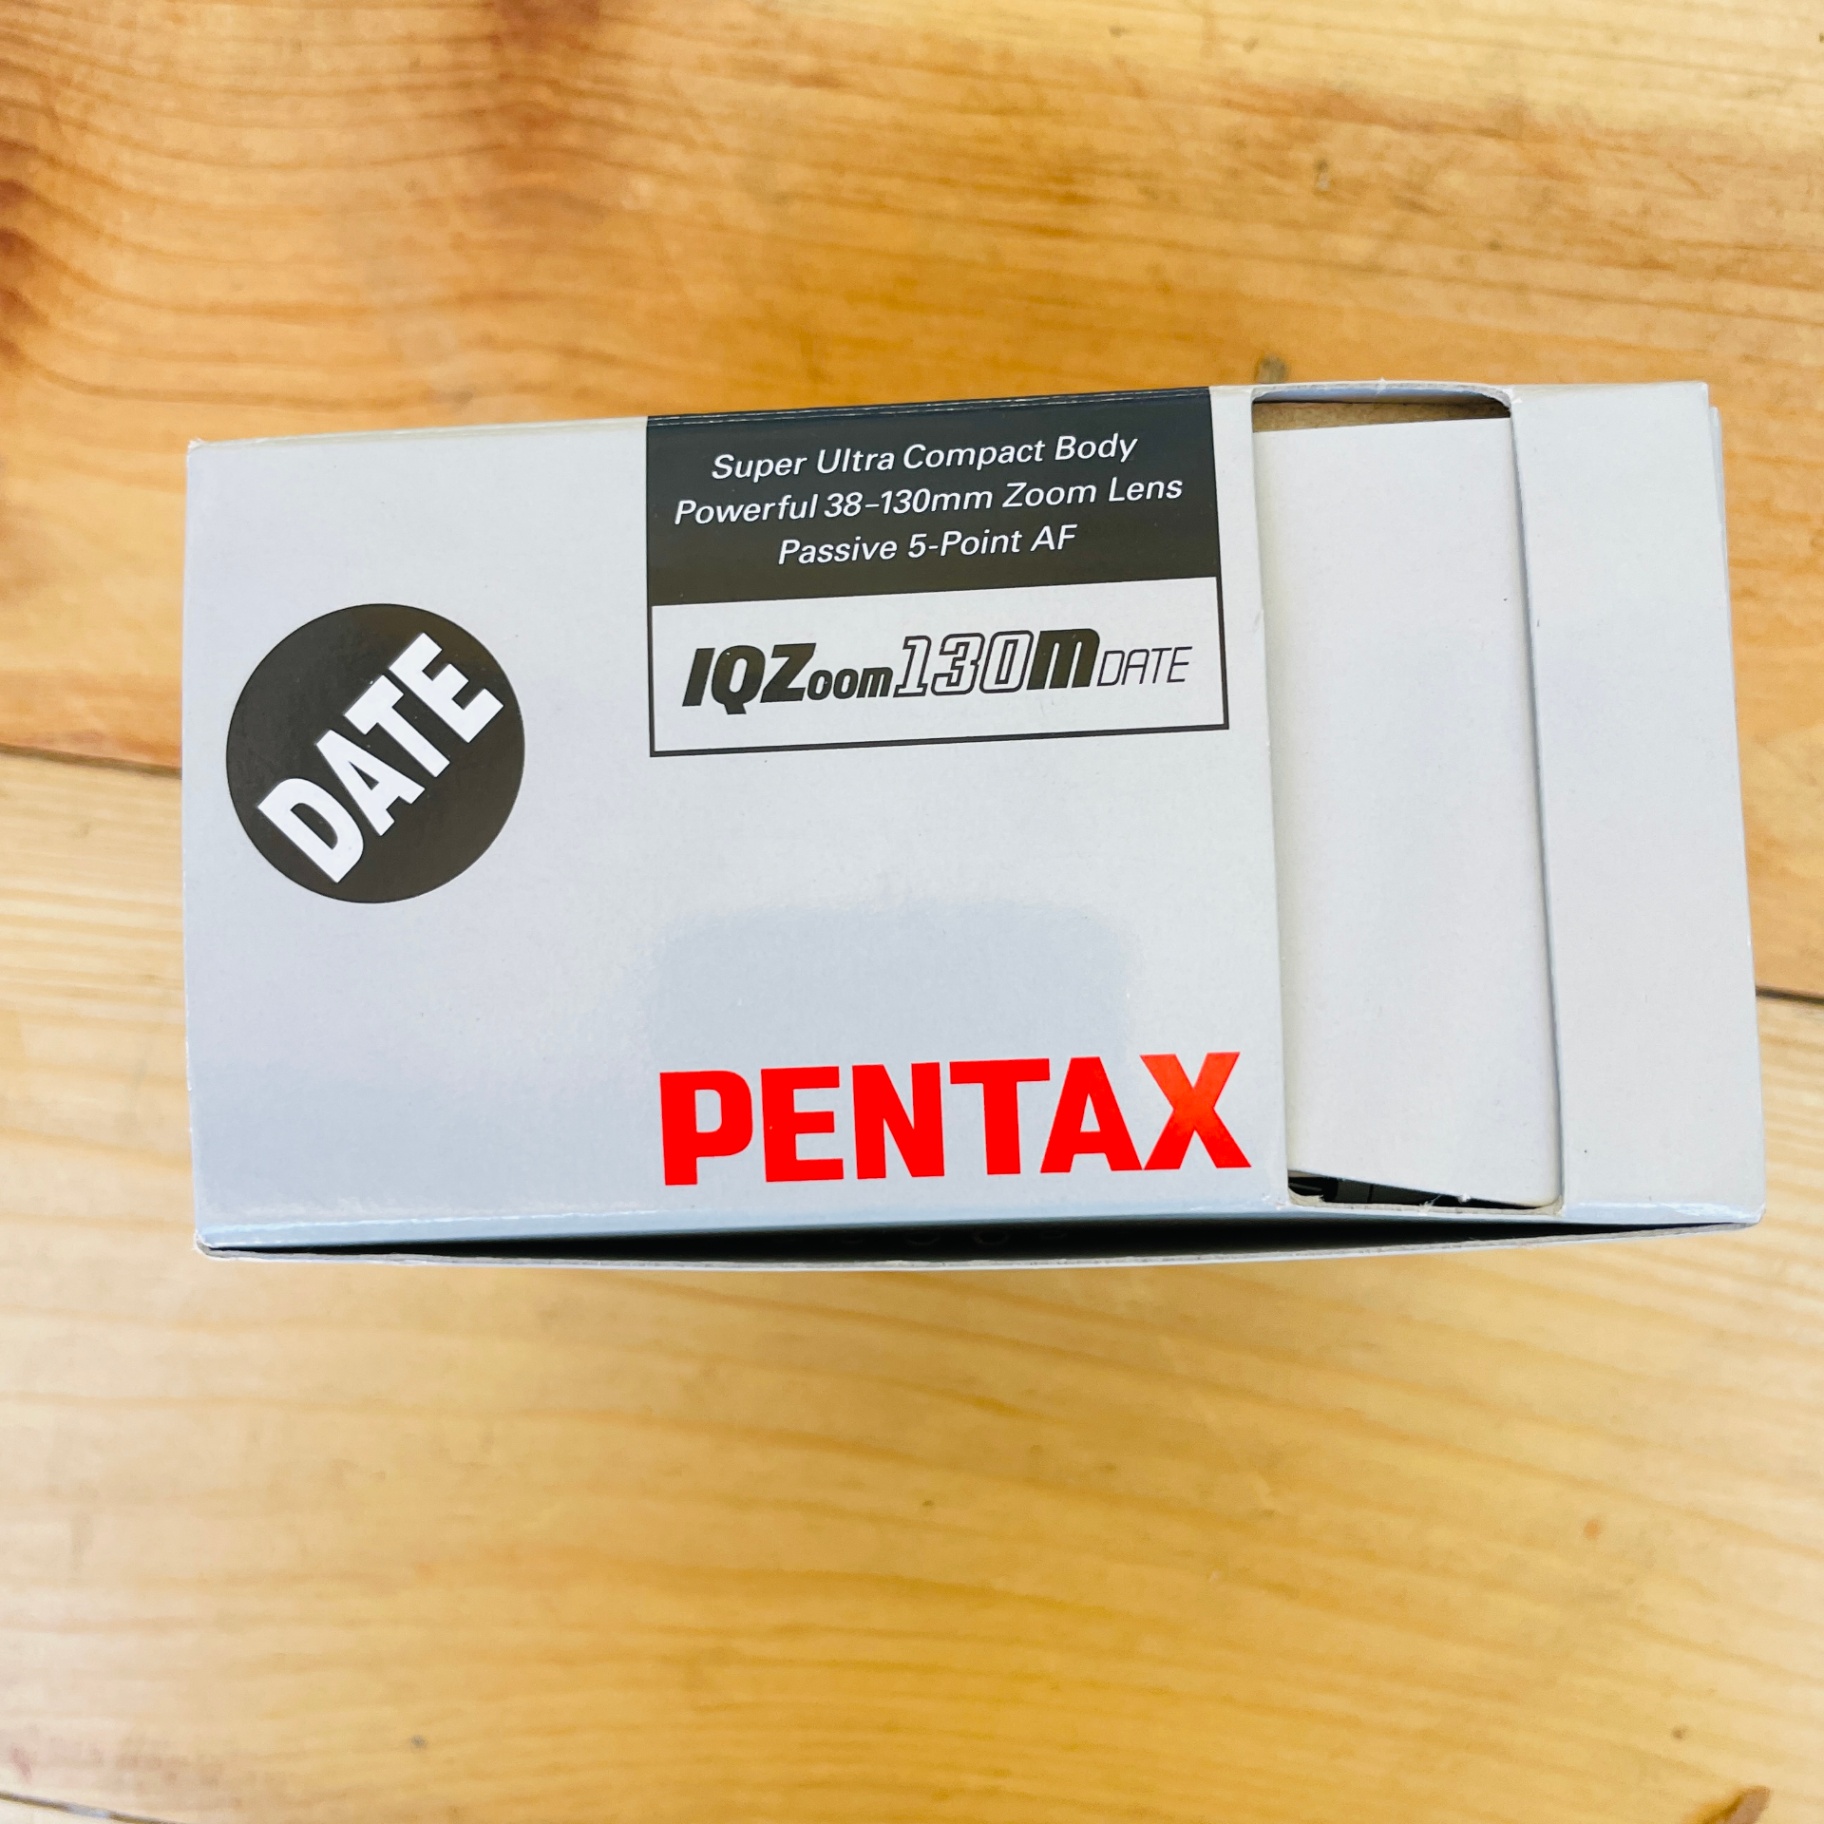 Super Ultra Compact Body
Powerful 38-130mm Zoom Lens
Passive 5-Point AF
IQZoom130M DATE
DATE
PENTAX